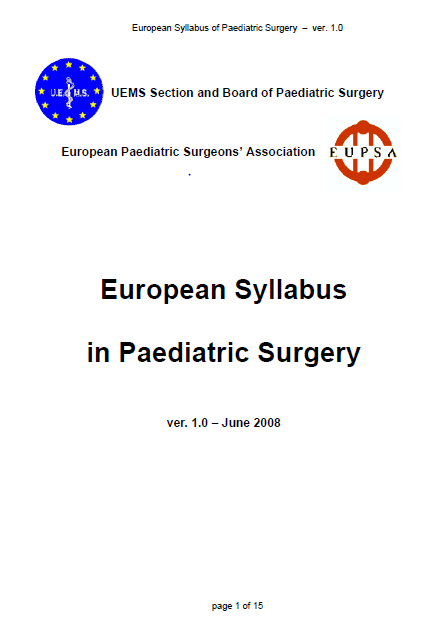 European Syllabus of Paediatric Surgery – ver. 1.0
U.E.M.S.
UEMS Section and Board of Paediatric Surgery
European Paediatric Surgeons' Association
EUPSA
European Syllabus
in Paediatric Surgery
ver. 1.0 – June 2008
page 1 of 15